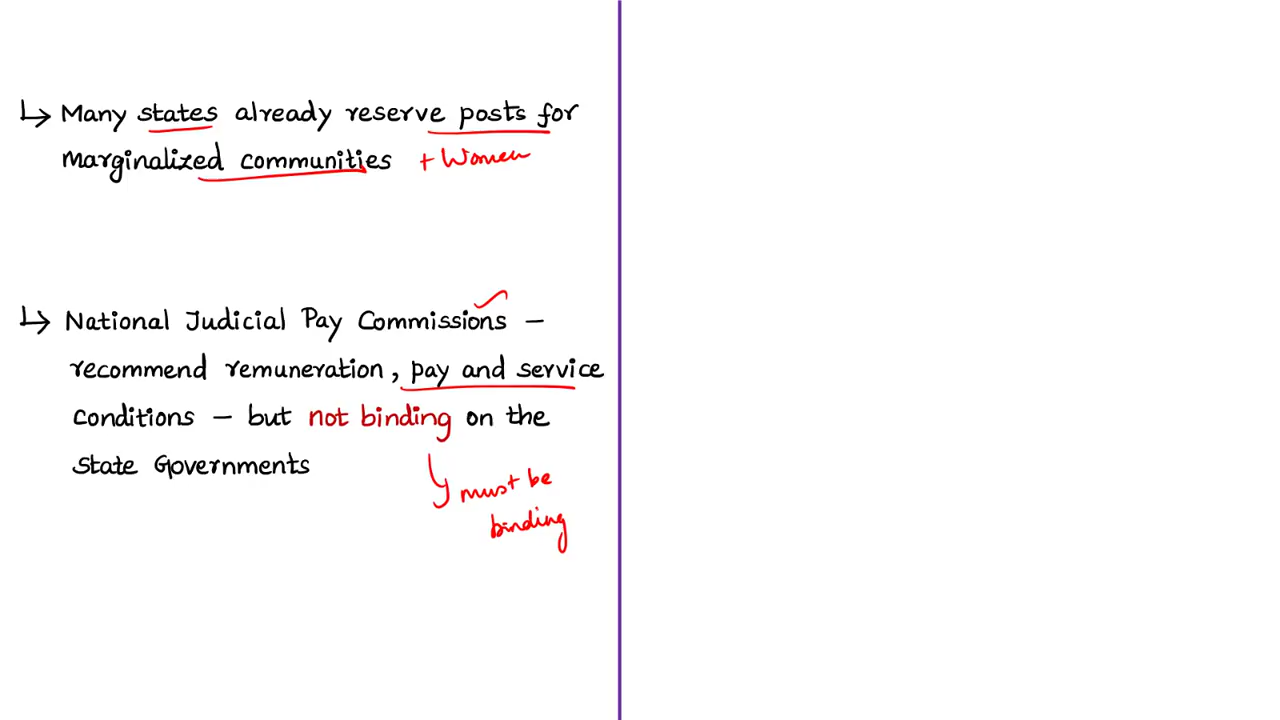 ↳ Many states already reserve posts for
marginalized communities + Women
↳ National Judicial Pay Commissions –
recommend remuneration, pay and service
conditions – but not binding on the
State Governments
must be
binding